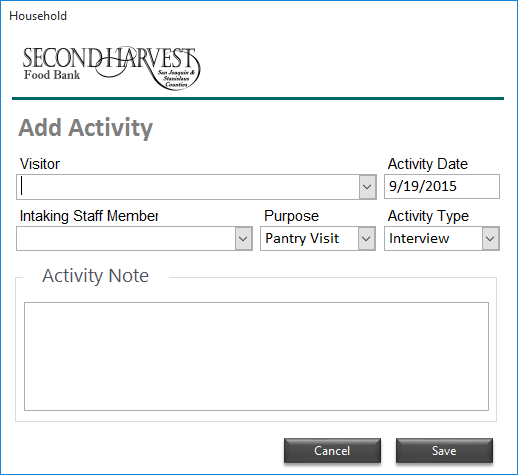 Household
SECOND HARVEST
Food Bank
San Joaquin &
Stanislaus
Counties
Add Activity
Visitor
Activity Date
9/19/2015
Intaking Staff Member
Purpose
Activity Type
Pantry Visit
Interview
Activity Note
Cancel
Save